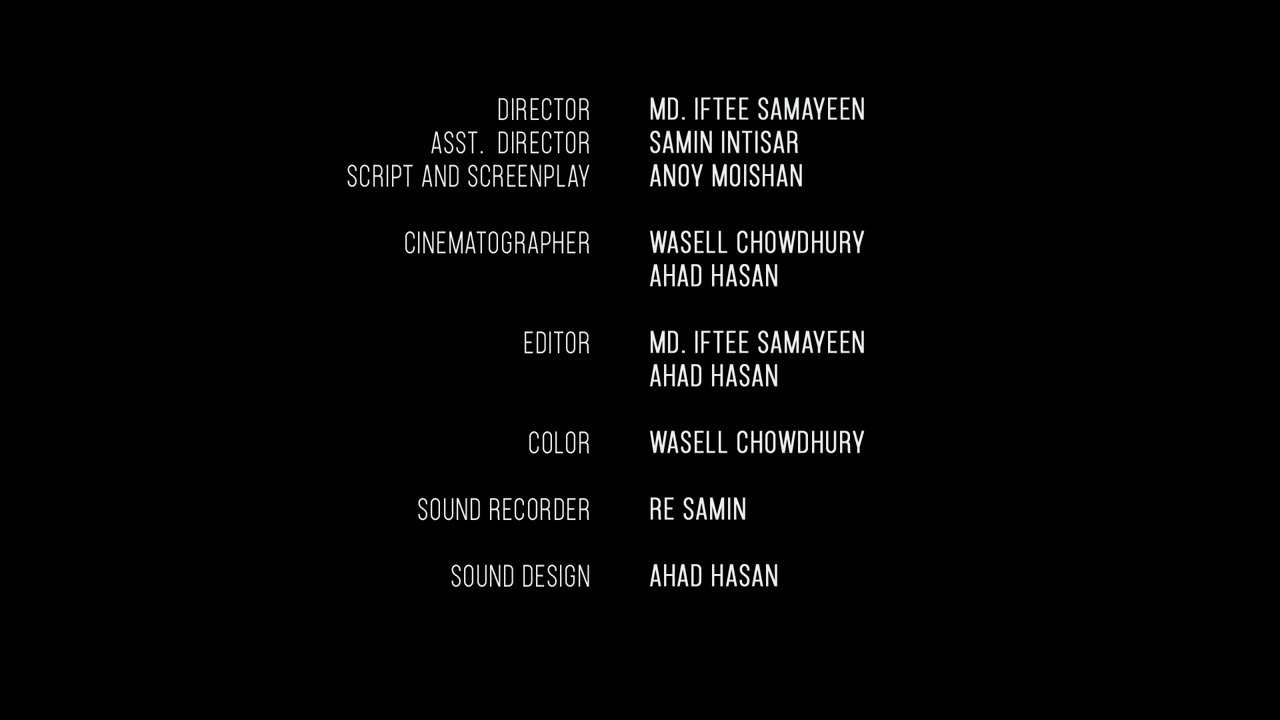 DIRECTOR MD. IFTEE SAMAYEEN
ASST. DIRECTOR SAMIN INTISAR
SCRIPT AND SCREENPLAY ANOY MOISHAN
CINEMATOGRAPHER WASELL CHOWDHURY
AHAD HASAN
EDITOR MD. IFTEE SAMAYEEN
AHAD HASAN
COLOR WASELL CHOWDHURY
SOUND RECORDER RE SAMIN
SOUND DESIGN AHAD HASAN